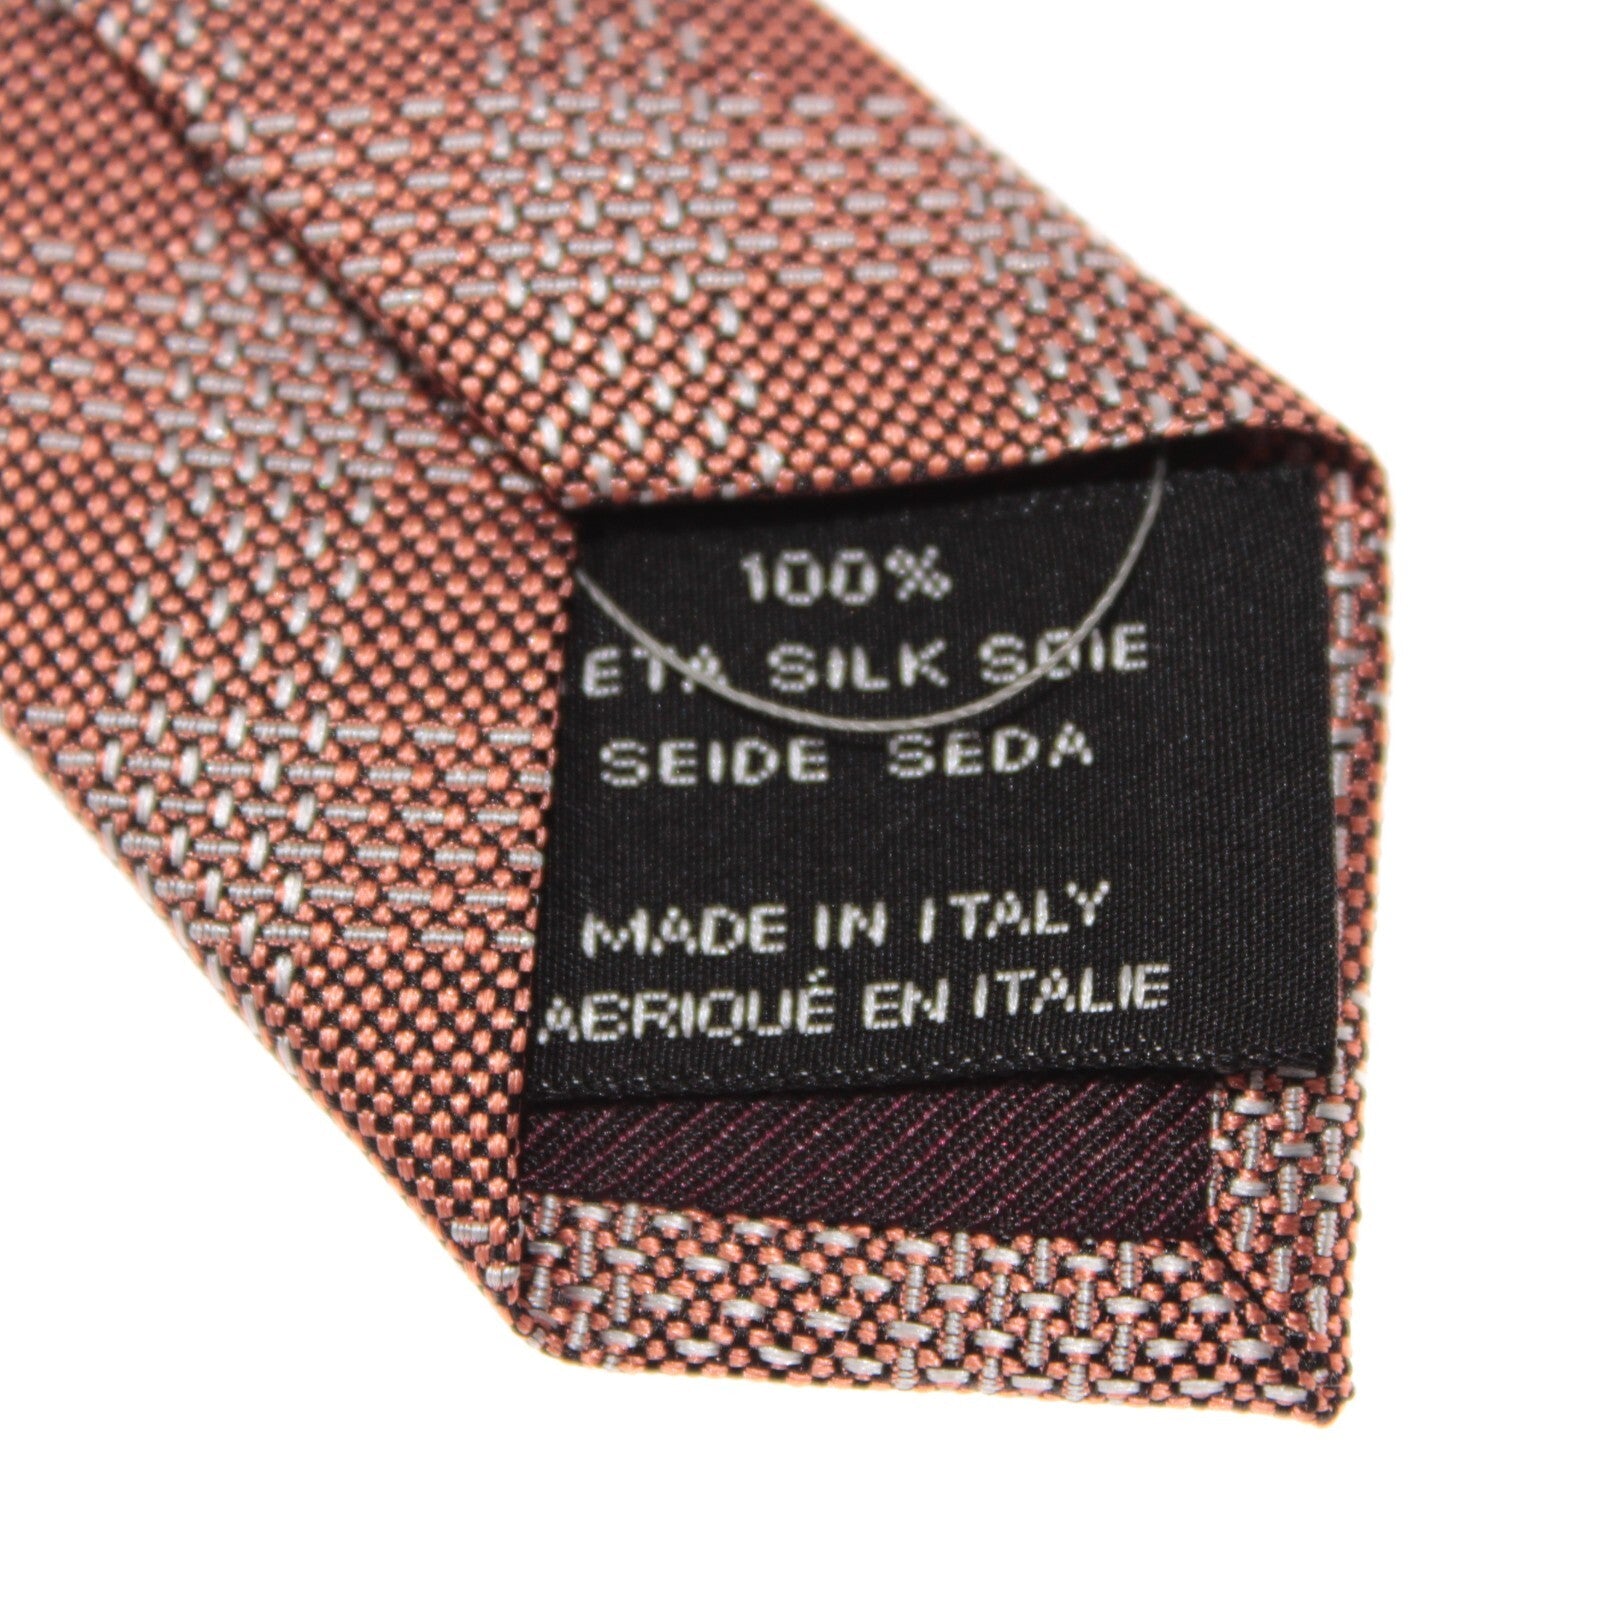 100%
ETA SILK SOIE
SEIDE SEDA
MADE IN ITALY
ABRIQUÉ EN ITALIE